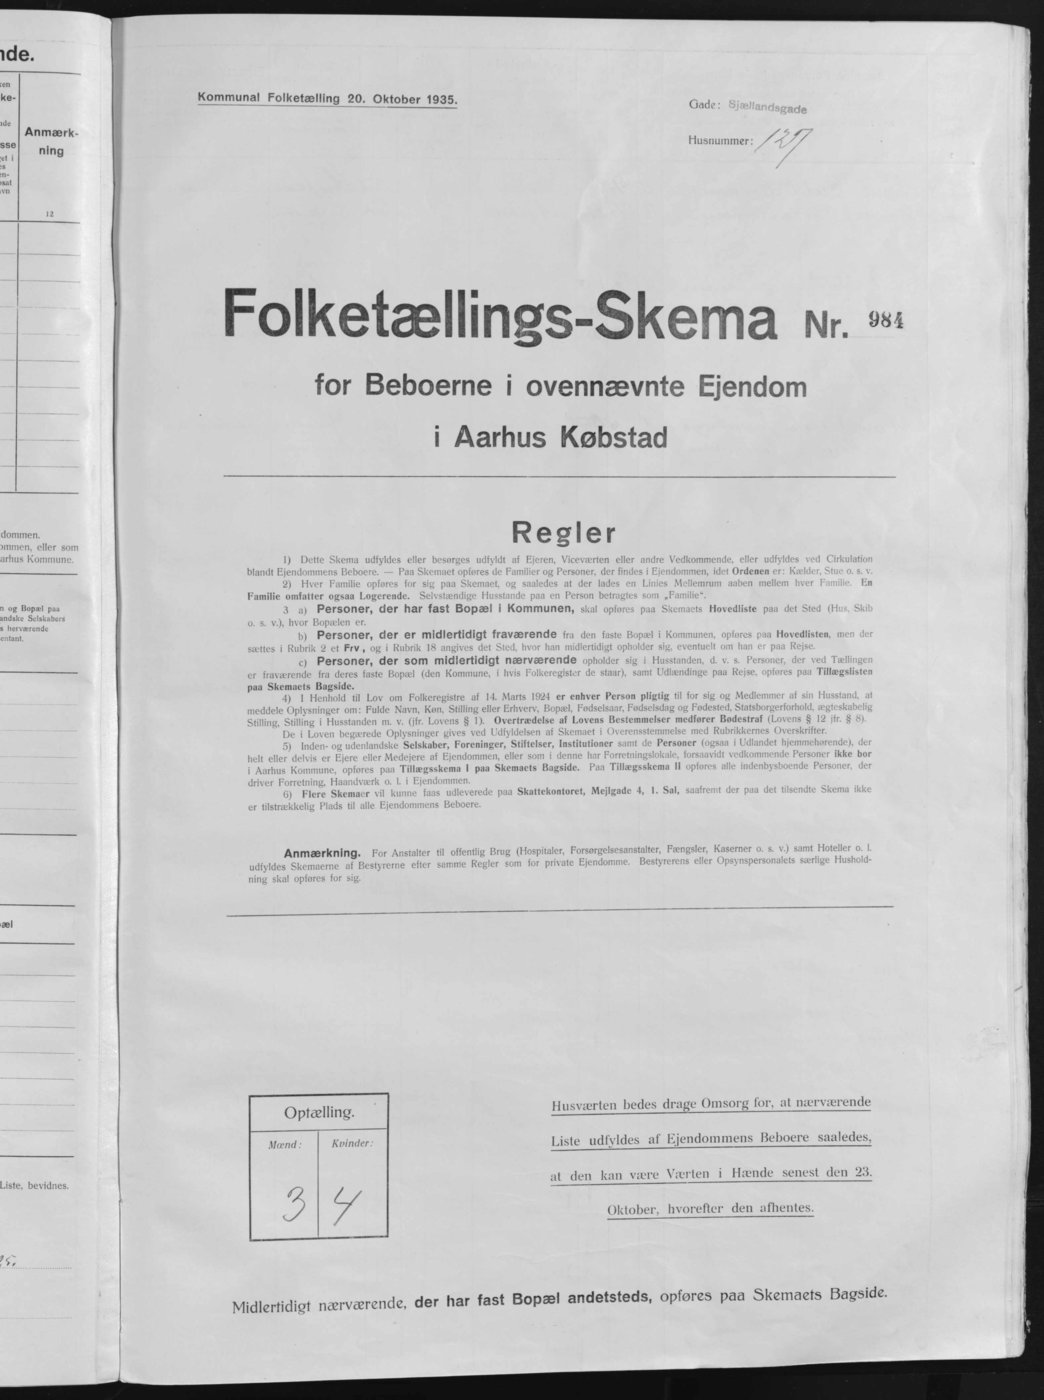 nde.
Anmærk-
ning
12
dommen.
ommen, eller som
arhus Kommune.
n og Bopæl paa
andske Selskabers
s herværende
entant.
pæl
Liste, bevidnes.
Kommunal Folketælling 20. Oktober 1935.
Gade: Sjællandsgade
Husnummer: 127
Folketællings-Skema Nr. 984
for Beboerne i ovennævnte Ejendom
i Aarhus Købstad
Regler
1) Dette Skema udfyldes eller besørges udfyldt af Ejeren, Viceværten eller andre Vedkommende, eller udfyldes ved Cirkulation
blandt Ejendommens Beboere. — Paa Skemaet opføres de Familier og Personer, der findes i Ejendommen, idet Ordenen er: Kælder, Stue o. s. v.
2) Hver Familie opføres for sig paa Skemaet, og saaledes at der lades en Linies Mellemrum aaben mellem hver Familie. En
Familie omfatter ogsaa Logerende. Selvstændige Husstande paa en Person betragtes som „Familie“.
3 a) Personer, der har fast Bopæl i Kommunen, skal opføres paa Skemaets Hovedliste paa det Sted (Hus, Skib
o. s. v.), hvor Bopælen er.
b) Personer, der er midlertidigt fraværende fra den faste Bopæl i Kommunen, opføres paa Hovedlisten, men der
sættes i Rubrik 2 et Frv, og i Rubrik 18 angives det Sted, hvor han midlertidigt opholder sig, eventuelt om han er paa Rejse.
c) Personer, der som midlertidigt nærværende opholder sig i Husstanden, d. v. s. Personer, der ved Tællingen
er fraværende fra deres faste Bopæl (den Kommune, i hvis Folkeregister de staar), samt Udlændinge paa Rejse, opføres paa Tillægslisten
paa Skemaets Bagside.
4) I Henhold til Lov om Folkeregistre af 14. Marts 1924 er enhver Person pligtig til for sig og Medlemmer af sin Husstand, at
meddele Oplysninger om: Fulde Navn, Køn, Stilling eller Erhverv, Bopæl, Fødselsaar, Fødselsdag og Fødested, Statsborgerforhold, ægteskabelig
Stilling, Stilling i Husstanden m. v. (jfr. Lovens § 1). Overtrædelse af Lovens Bestemmelser medfører Bødestraf (Lovens § 12 jfr. § 8).
De i Loven begærede Oplysninger gives ved Udfyldelsen af Skemaet i Overensstemmelse med Rubrikkernes Overskrifter.
5) Inden- og udenlandske Selskaber, Foreninger, Stiftelser, Institutioner samt de Personer (ogsaa i Udlandet hjemmehørende), der
helt eller delvis er Ejere eller Medejere af Ejendommen, eller som i denne har Forretningslokale, forsaavidt vedkommende Personer ikke bor
i Aarhus Kommune, opføres paa Tillægsskema I paa Skemaets Bagside. Paa Tillægsskema II opføres alle indenbysboende Personer, der
driver Forretning, Haandværk o. l. i Ejendommen.
6) Flere Skemaer vil kunne faas udleverede paa Skattekontoret, Mejlgade 4, 1. Sal, saafremt der paa det tilsendte Skema ikke
er tilstrækkelig Plads til alle Ejendommens Beboere.
Anmærkning. For Anstalter til offentlig Brug (Hospitaler, Forsørgelsesanstalter, Fængsler, Kaserner o. s. v.) samt Hoteller o. l.
udfyldes Skemaerne af Bestyrerne efter samme Regler som for private Ejendomme. Bestyrerens eller Opsynspersonalets særlige Hushold-
ning skal opføres for sig.
Optælling.
Mænd: Kvinder:
3 4
Husværten bedes drage Omsorg for, at nærværende
Liste udfyldes af Ejendommens Beboere saaledes,
at den kan være Værten i Hænde senest den 23.
Oktober, hvorefter den afhentes.
Midlertidigt nærværende, der har fast Bopæl andetsteds, opføres paa Skemaets Bagside.